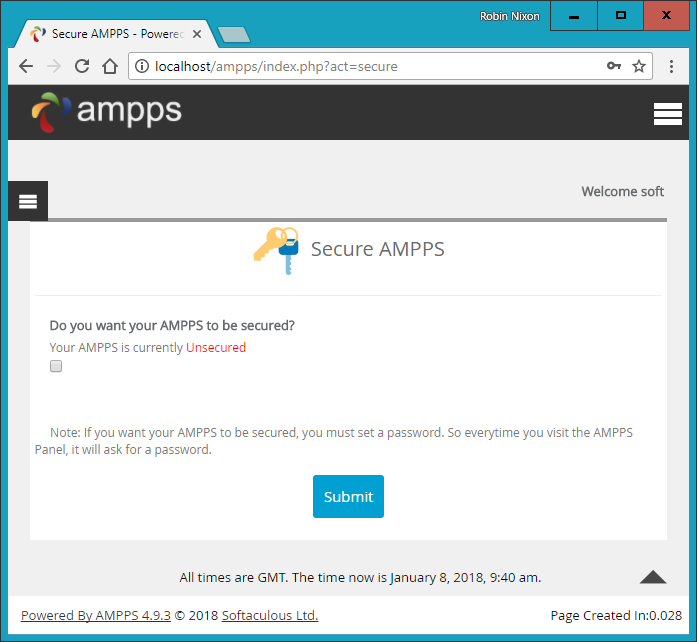 Robin Nixon
Secure AMPPS - Powered
localhost/ampps/index.php?act=secure
ampps
Welcome soft
Secure AMPPS
Do you want your AMPPS to be secured?
Your AMPPS is currently Unsecured
Note: If you want your AMPPS to be secured, you must set a password. So everytime you visit the AMPPS
Panel, it will ask for a password.
Submit
All times are GMT. The time now is January 8, 2018, 9:40 am.
Powered By AMPPS 4.9.3 © 2018 Softaculous Ltd. Page Created In:0.028